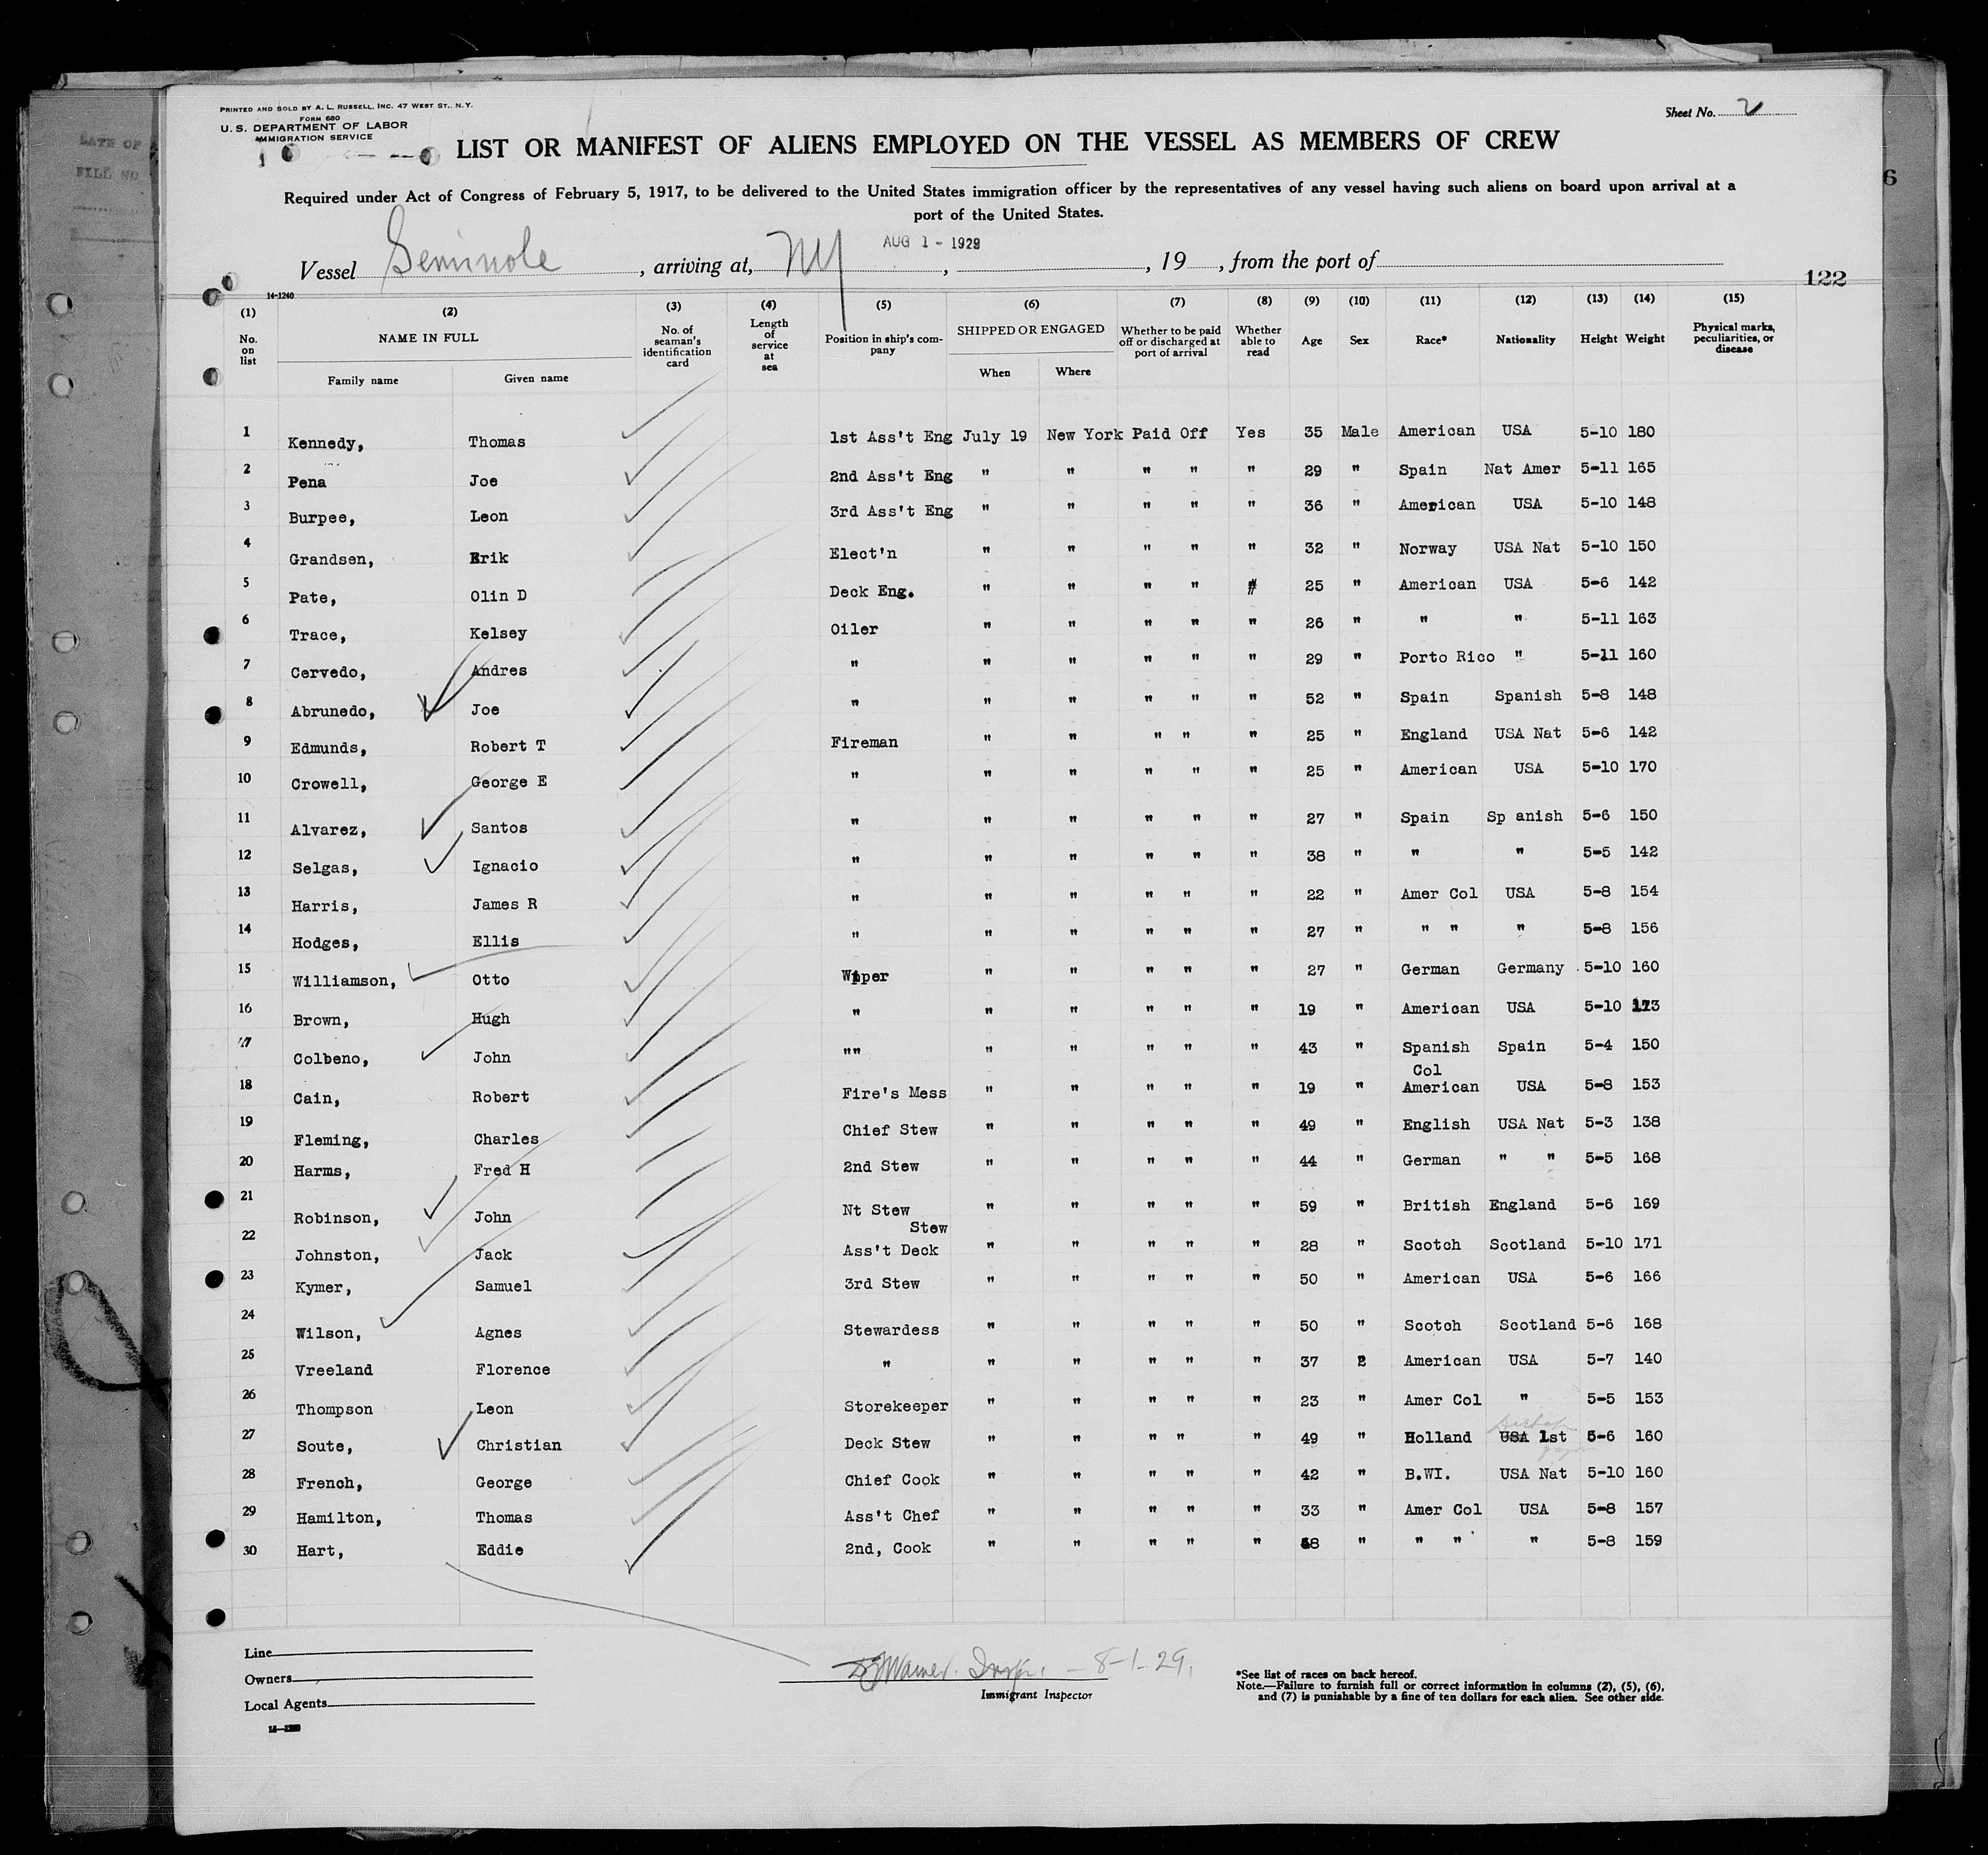 PRINTED AND SOLD BY A. L. RUSSELL, INC. 47 WEST ST., N.Y.
FORM 680
U. S. DEPARTMENT OF LABOR
IMMIGRATION SERVICE
Sheet No. 2
LIST OR MANIFEST OF ALIENS EMPLOYED ON THE VESSEL AS MEMBERS OF CREW
Required under Act of Congress of February 5, 1917, to be delivered to the United States immigration officer by the representatives of any vessel having such aliens on board upon arrival at a
port of the United States.
Vessel Seminole, arriving at, NY, AUG 1 - 1929, 19, from the port of
122
14-1240
(1) (2) (3) (4) (5) (6) (7) (8) (9) (10) (11) (12) (13) (14) (15)
No. on list NAME IN FULL No. of seaman's identification card Length of service at sea Position in ship's com-pany SHIPPED OR ENGAGED Whether to be paid off or discharged at port of arrival Whether able to read Age Sex Race* Nationality Height Weight Physical marks, peculiarities, or disease
Family name Given name When Where
1 Kennedy, Thomas 1st Ass't Eng July 19 New York Paid Off Yes 35 Male American USA 5-10 180
2 Pena Joe 2nd Ass't Eng " " " " " 29 " Spain Nat Amer 5-11 165
3 Burpee, Leon 3rd Ass't Eng " " " " " 36 " American USA 5-10 148
4 Grandsen, Erik Elect'n " " " " " 32 " Norway USA Nat 5-10 150
5 Pate, Olin D Deck Eng. " " " " " 25 " American USA 5-6 142
6 Trace, Kelsey Oiler " " " " " 26 " " " 5-11 163
7 Cervedo, Andres " " " " " " 29 " Porto Rico " 5-11 160
8 Abrunedo, Joe " " " " " " 52 " Spain Spanish 5-8 148
9 Edmunds, Robert T Fireman " " " " " 25 " England USA Nat 5-6 142
10 Crowell, George E " " " " " " 25 " American USA 5-10 170
11 Alvarez, Santos " " " " " " 27 " Spain Sp anish 5-6 150
12 Selgas, Ignacio " " " " " " 38 " " " 5-5 142
13 Harris, James R " " " " " " 22 " Amer Col USA 5-8 154
14 Hodges, Ellis " " " " " " 27 " " " " 5-8 156
15 Williamson, Otto Wiper " " " " " 27 " German Germany 5-10 160
16 Brown, Hugh " " " " " " 19 " American USA 5-10
17 Colbeno, John "" " " " " " 43 " Spanish Spain 5-4 150
18 Cain, Robert Fire's Mess " " " " " 19 " Col American USA 5-8 153
19 Fleming, Charles Chief Stew " " " " " 49 " English USA Nat 5-3 138
20 Harms, Fred H 2nd Stew " " " " " 44 " German " " 5-5 168
21 Robinson, John Nt Stew " " " " " 59 " British England 5-6 169
22 Johnston, Jack Stew Ass't Deck " " " " " 28 " Scotch Scotland 5-10 171
23 Kymer, Samuel 3rd Stew " " " " " 50 " American USA 5-6 166
24 Wilson, Agnes Stewardess " " " " " 50 " Scotch Scotland 5-6 168
25 Vreeland Florence " " " " " " 37 American USA 5-7 140
26 Thompson Leon Storekeeper " " " " " 23 " Amer Col " 5-5 153
27 Soute, Christian Deck Stew " " " " " 49 " Holland USA 1st 5-6 160
28 French, George Chief Cook " " " " " 42 " B.WI. USA Nat 5-10 160
29 Hamilton, Thomas Ass't Chef " " " " " 33 " Amer Col USA 5-8 157
30 Hart, Eddie 2nd, Cook " " " " " " " " " 5-8 159
Line
Owners
Local Agents
Insp. - 8-1-29.
Immigrant Inspector
*See list of races on back hereof.
Note.—Failure to furnish full or correct information in columns (2), (5), (6),
and (7) is punishable by a fine of ten dollars for each alien. See other side.